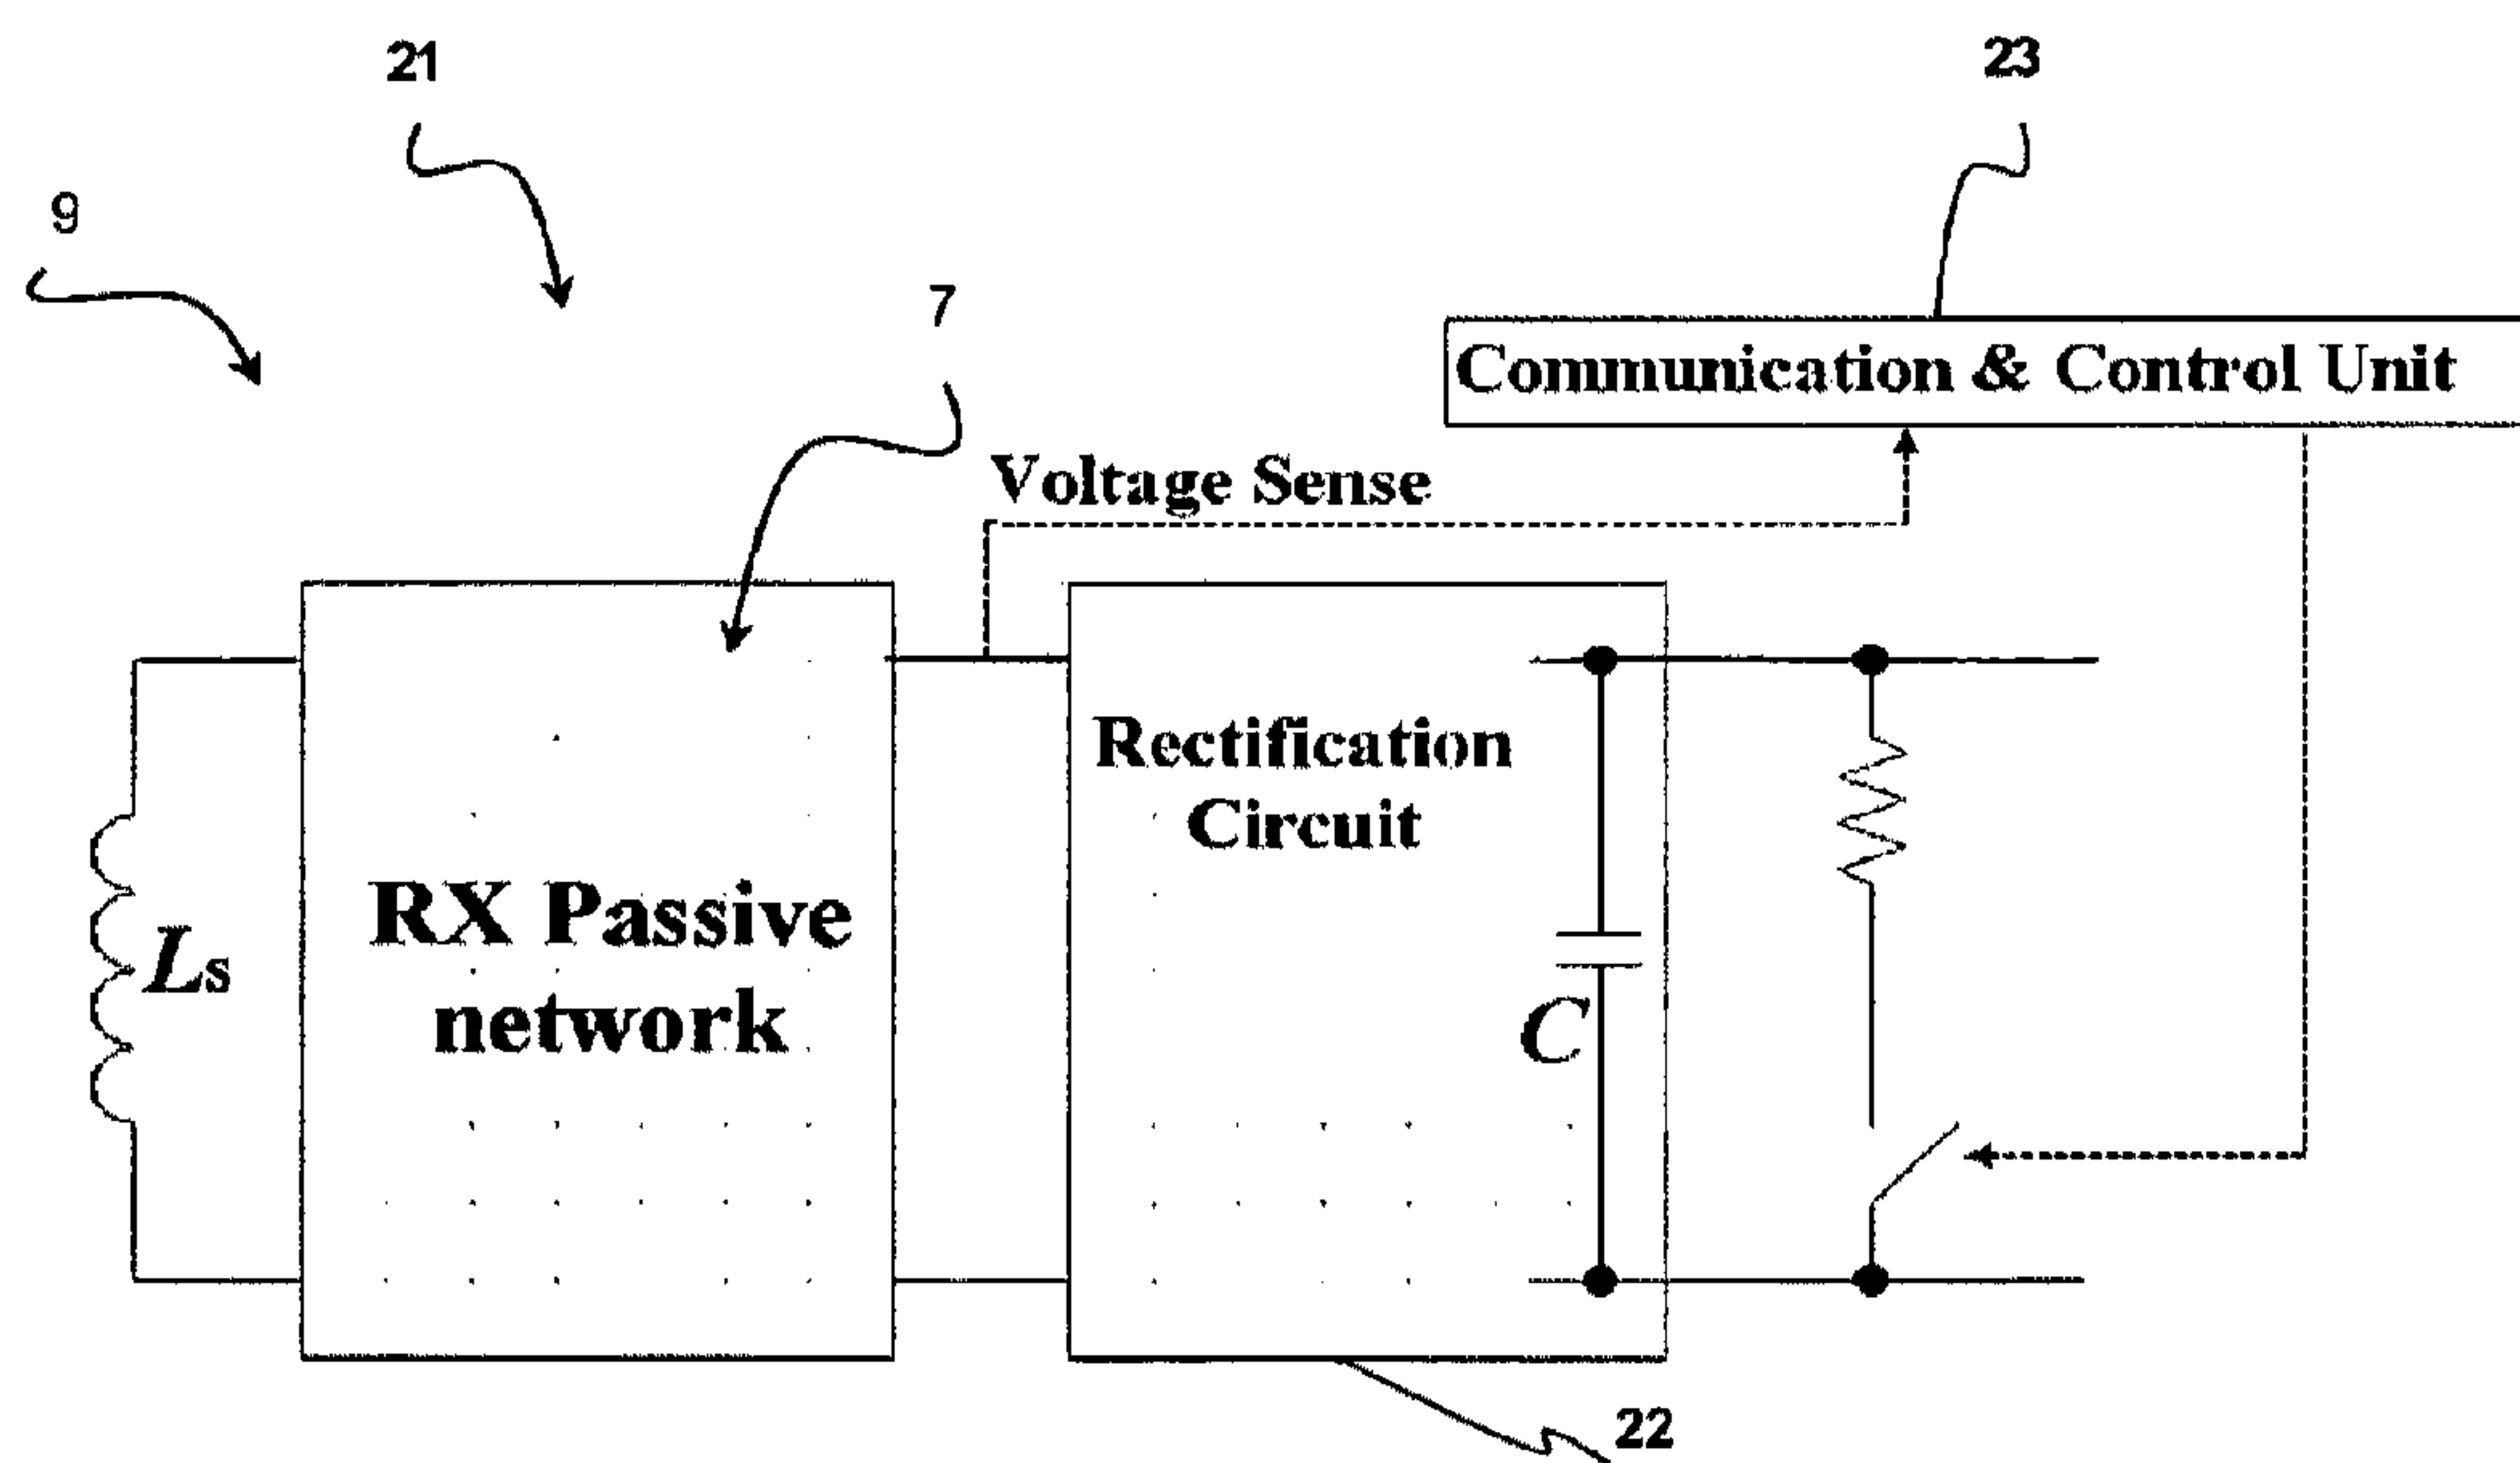 21
23
9
7
Communication & Control Unit
Voltage Sense
Rectification
Circuit
RX Passive
network
Ls
C
22